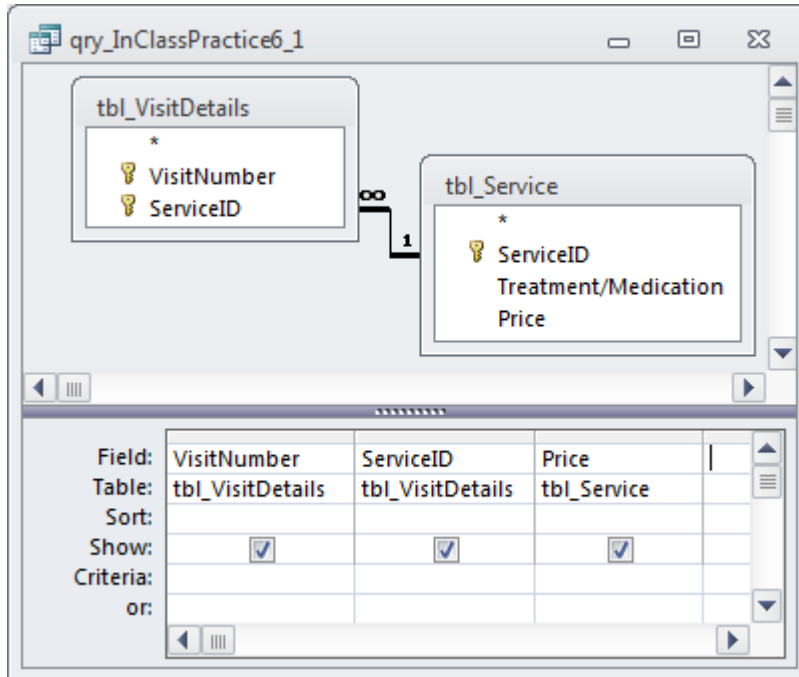 qry_InClassPractice6_1
tbl_VisitDetails
*
VisitNumber
ServiceID
∞
1
tbl_Service
*
ServiceID
Treatment/Medication
Price
Field: VisitNumber ServiceID Price
Table: tbl_VisitDetails tbl_VisitDetails tbl_Service
Sort:
Show:
Criteria:
or: